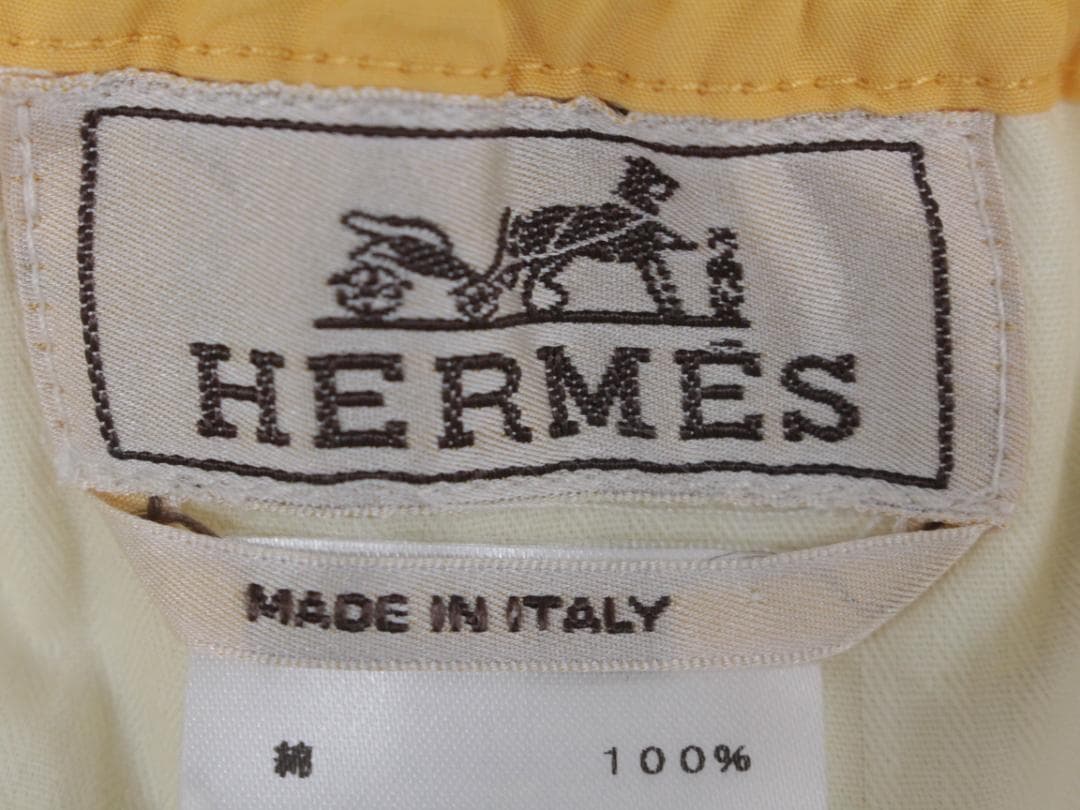 HERMÈS
MADE IN ITALY
綿 100%